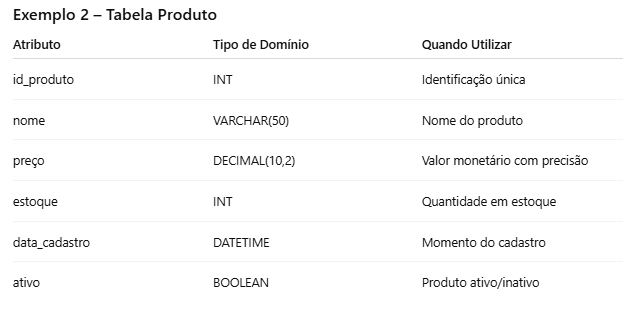 Exemplo 2 – Tabela Produto
Atributo Tipo de Domínio Quando Utilizar
id_produto INT Identificação única
nome VARCHAR(50) Nome do produto
preço DECIMAL(10,2) Valor monetário com precisão
estoque INT Quantidade em estoque
data_cadastro DATETIME Momento do cadastro
ativo BOOLEAN Produto ativo/inativo